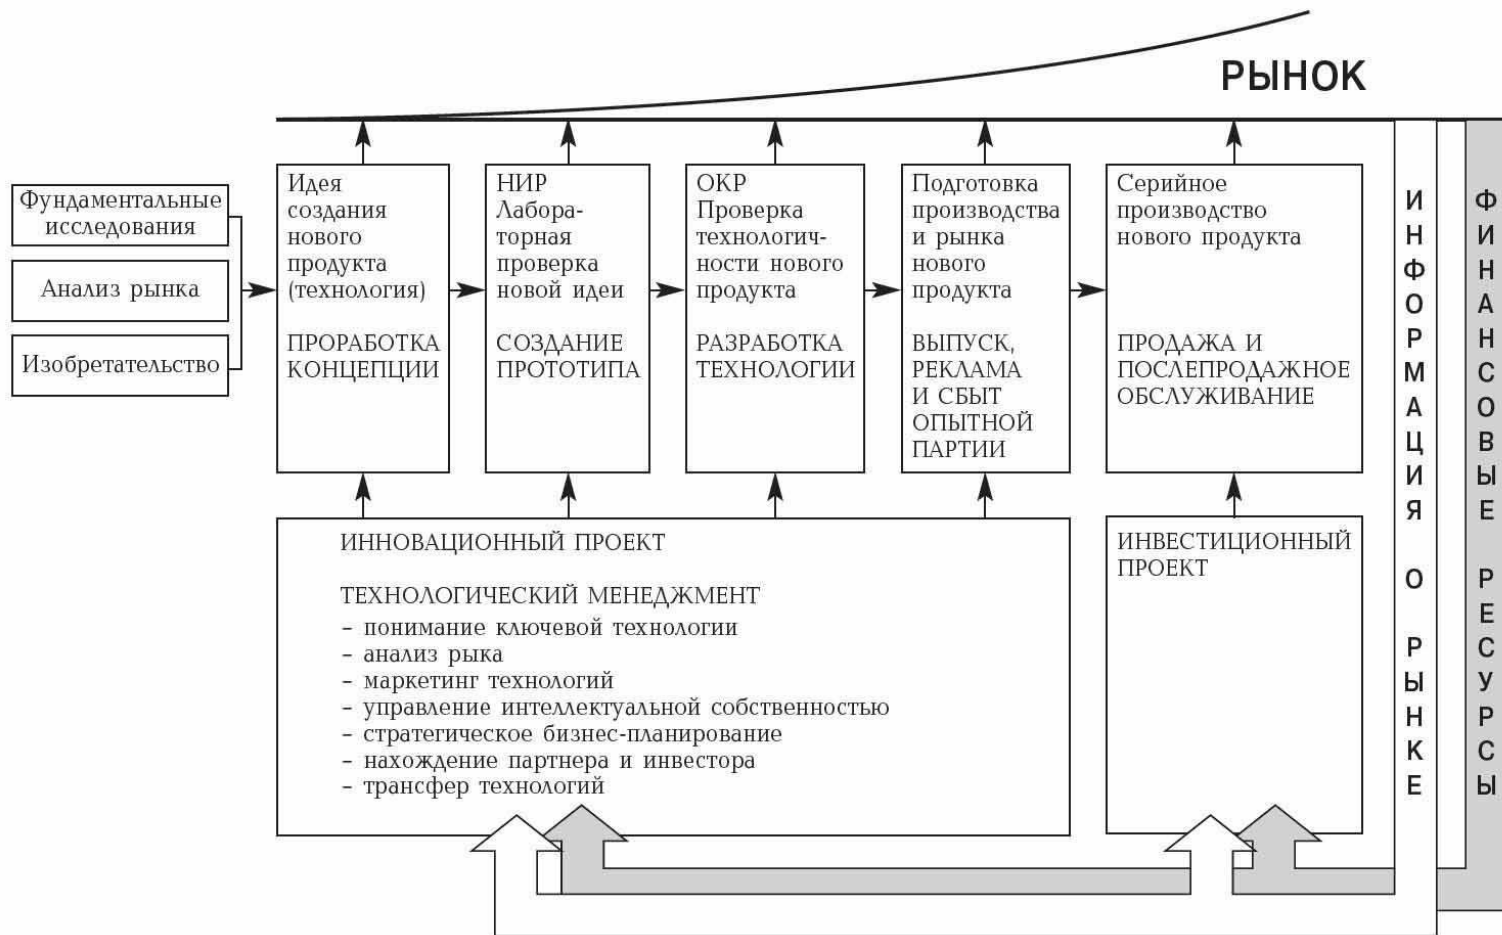 РЫНОК
Фундаментальные
исследования
Анализ рынка
Изобретательство
Идея
создания
нового
продукта
(технология)
ПРОРАБОТКА
КОНЦЕПЦИИ
НИР
Лабора-
торная
проверка
новой идеи
СОЗДАНИЕ
ПРОТОТИПА
ОКР
Проверка
технологич-
ности нового
продукта
РАЗРАБОТКА
ТЕХНОЛОГИИ
Подготовка
производства
и рынка
нового
продукта
ВЫПУСК,
РЕКЛАМА
И СБЫТ
ОПЫТНОЙ
ПАРТИИ
Серийное
производство
нового продукта
ПРОДАЖА И
ПОСЛЕПРОДАЖНОЕ
ОБСЛУЖИВАНИЕ
ИННОВАЦИОННЫЙ ПРОЕКТ
ТЕХНОЛОГИЧЕСКИЙ МЕНЕДЖМЕНТ
– понимание ключевой технологии
– анализ рыка
– маркетинг технологий
– управление интеллектуальной собственностью
– стратегическое бизнес-планирование
– нахождение партнера и инвестора
– трансфер технологий
ИНВЕСТИЦИОННЫЙ
ПРОЕКТ
ИНФОРМАЦИЯ О РЫНКЕ
ФИНАНСОВЫЕ РЕСУРСЫ